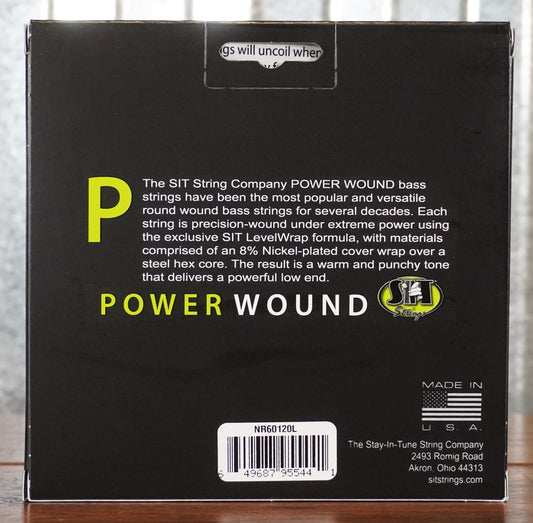 gs will uncoil when
P
The SIT String Company POWER WOUND bass
strings have been the most popular and versatile
round wound bass strings for several decades. Each
string is precision-wound under extreme power using
the exclusive SIT LevelWrap formula, with materials
comprised of an 8% Nickel-plated cover wrap over a
steel hex core. The result is a warm and punchy tone
that delivers a powerful low end.
POWER WOUND
SIT
Strings
MADE IN
U. S. A.
NR60120L
49687 95544 1
The Stay-In-Tune String Company
2493 Romig Road
Akron, Ohio 44313
sitstrings.com